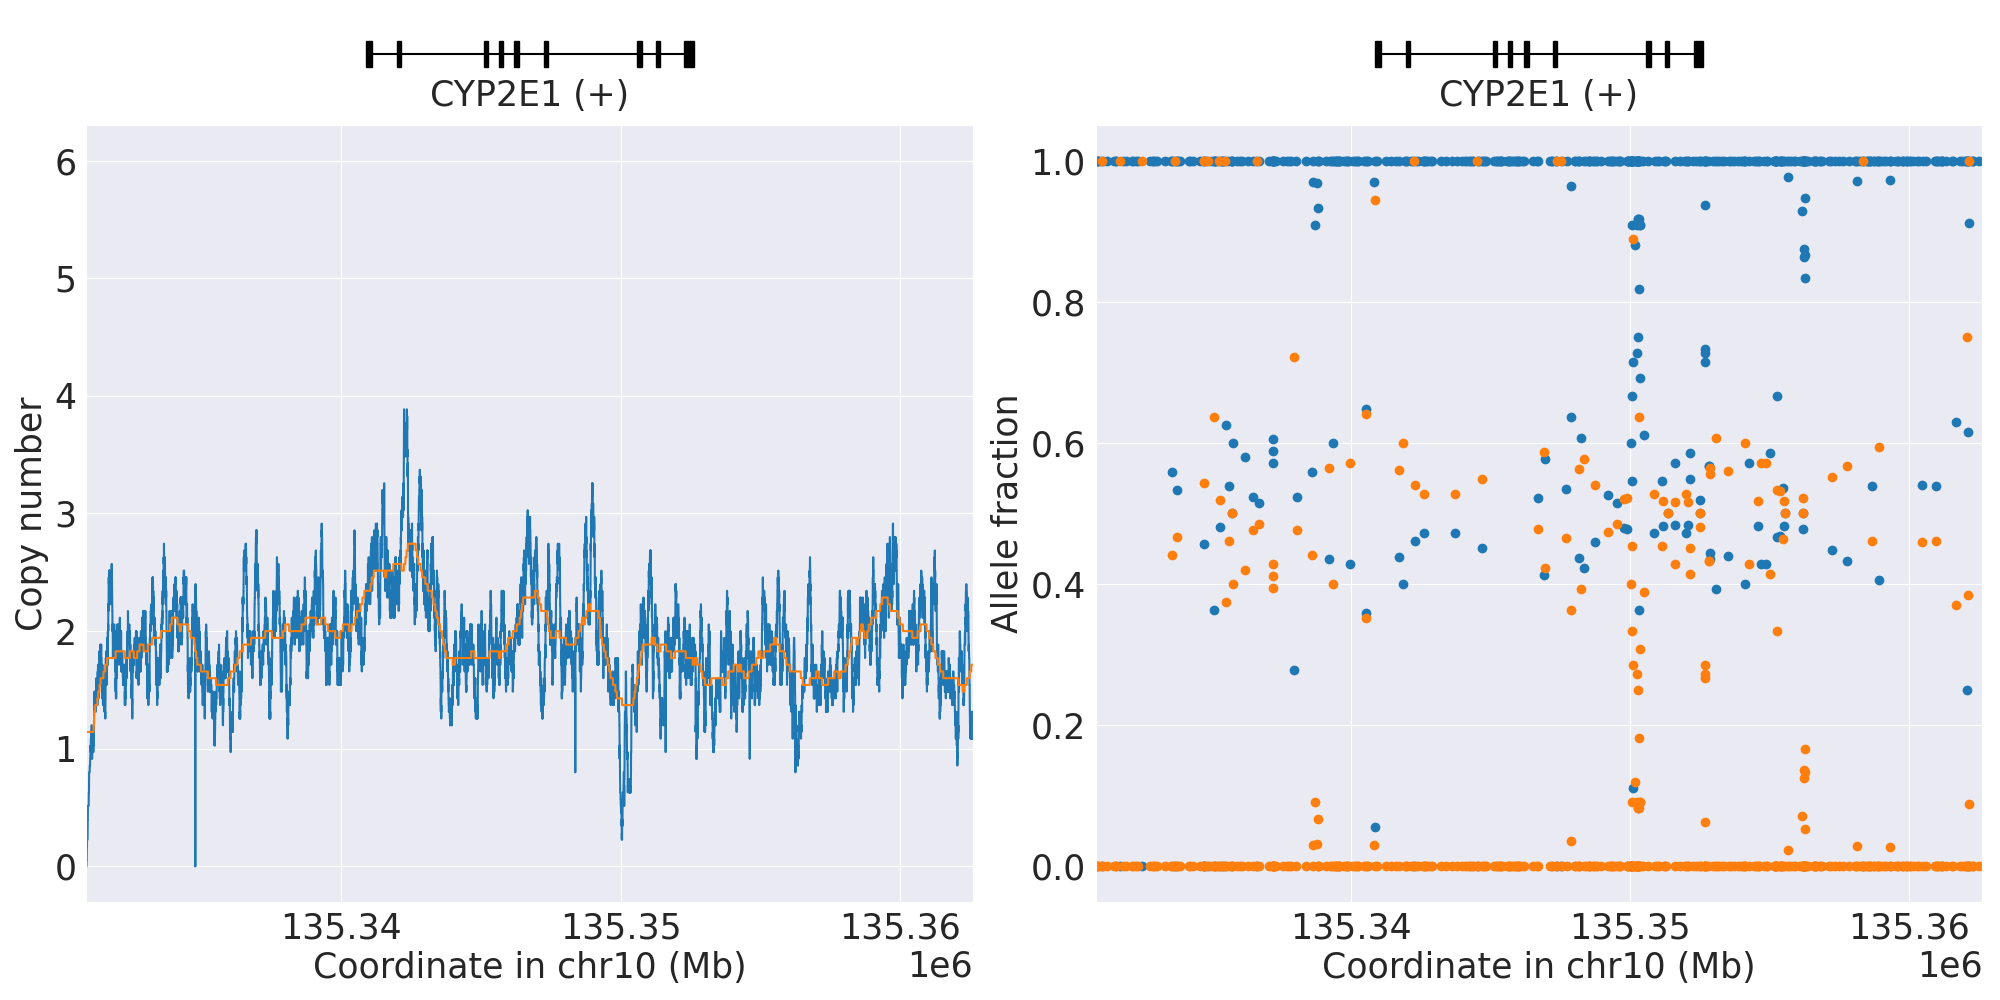 CYP2E1 (+)
6
5
4
3
2
1
0
Copy number
135.34 135.35 135.36
Coordinate in chr10 (Mb)
1e6
CYP2E1 (+)
1.0
0.8
0.6
0.4
0.2
0.0
Allele fraction
135.34 135.35 135.36
Coordinate in chr10 (Mb)
1e6